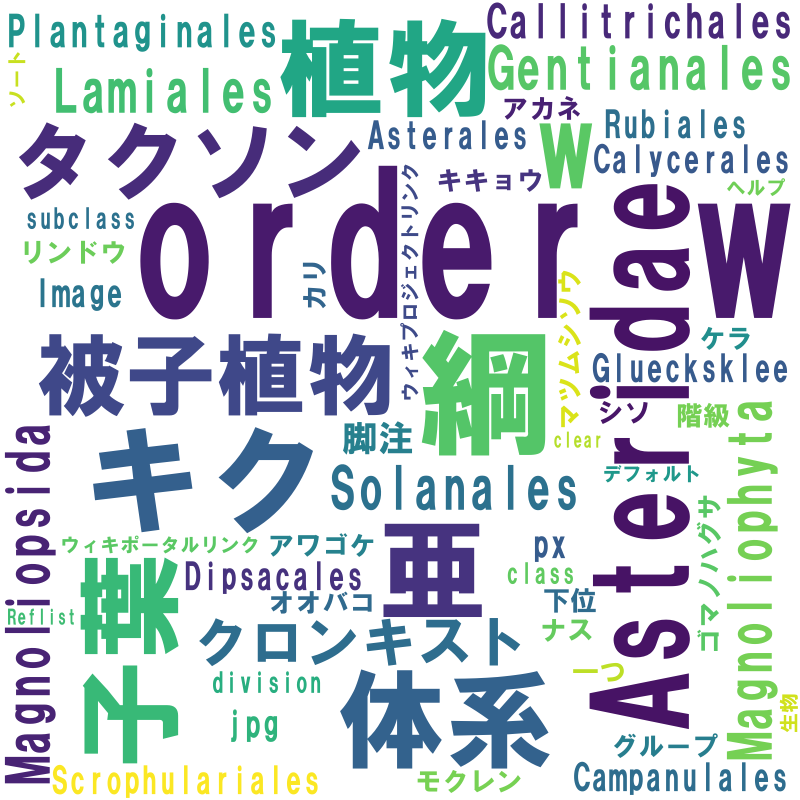 Plantaginales
植物
Callitrichales
ソート
Lamiales
Gentianales
アカネ
タクソン
Asterales
w
Rubiales
Calycerales
キキョウ
ヘルプ
subclass
order
w
リンドウ
Image
カリ
ウィキプロジェクトリンク
Asteridae
マツムシソウ
ケラ
被子植物
綱
Glueckskle​e
シソ
階級
clear
脚注
キク
Solanales
デフォルト
Magnoliophyta
Magnoliopsida
ウィキポータルリンク
アワゴケ
亜
px
ゴマノハグサ
子葉
Dipsacales
class
オオバコ
下位
Reflist
クロンキスト
ナス
division
体系
一つ
jpg
生物
グループ
Scrophulariales
モクレン
Campanulales